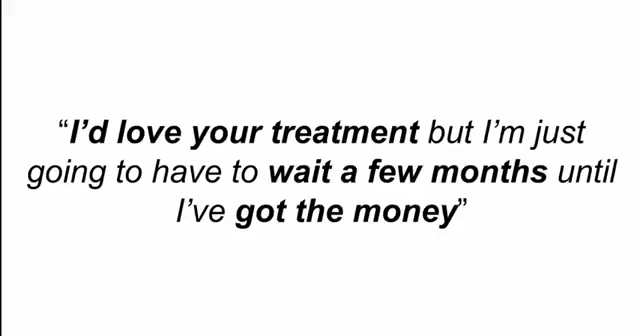 “I’d love your treatment but I’m just
going to have to wait a few months until
I’ve got the money”